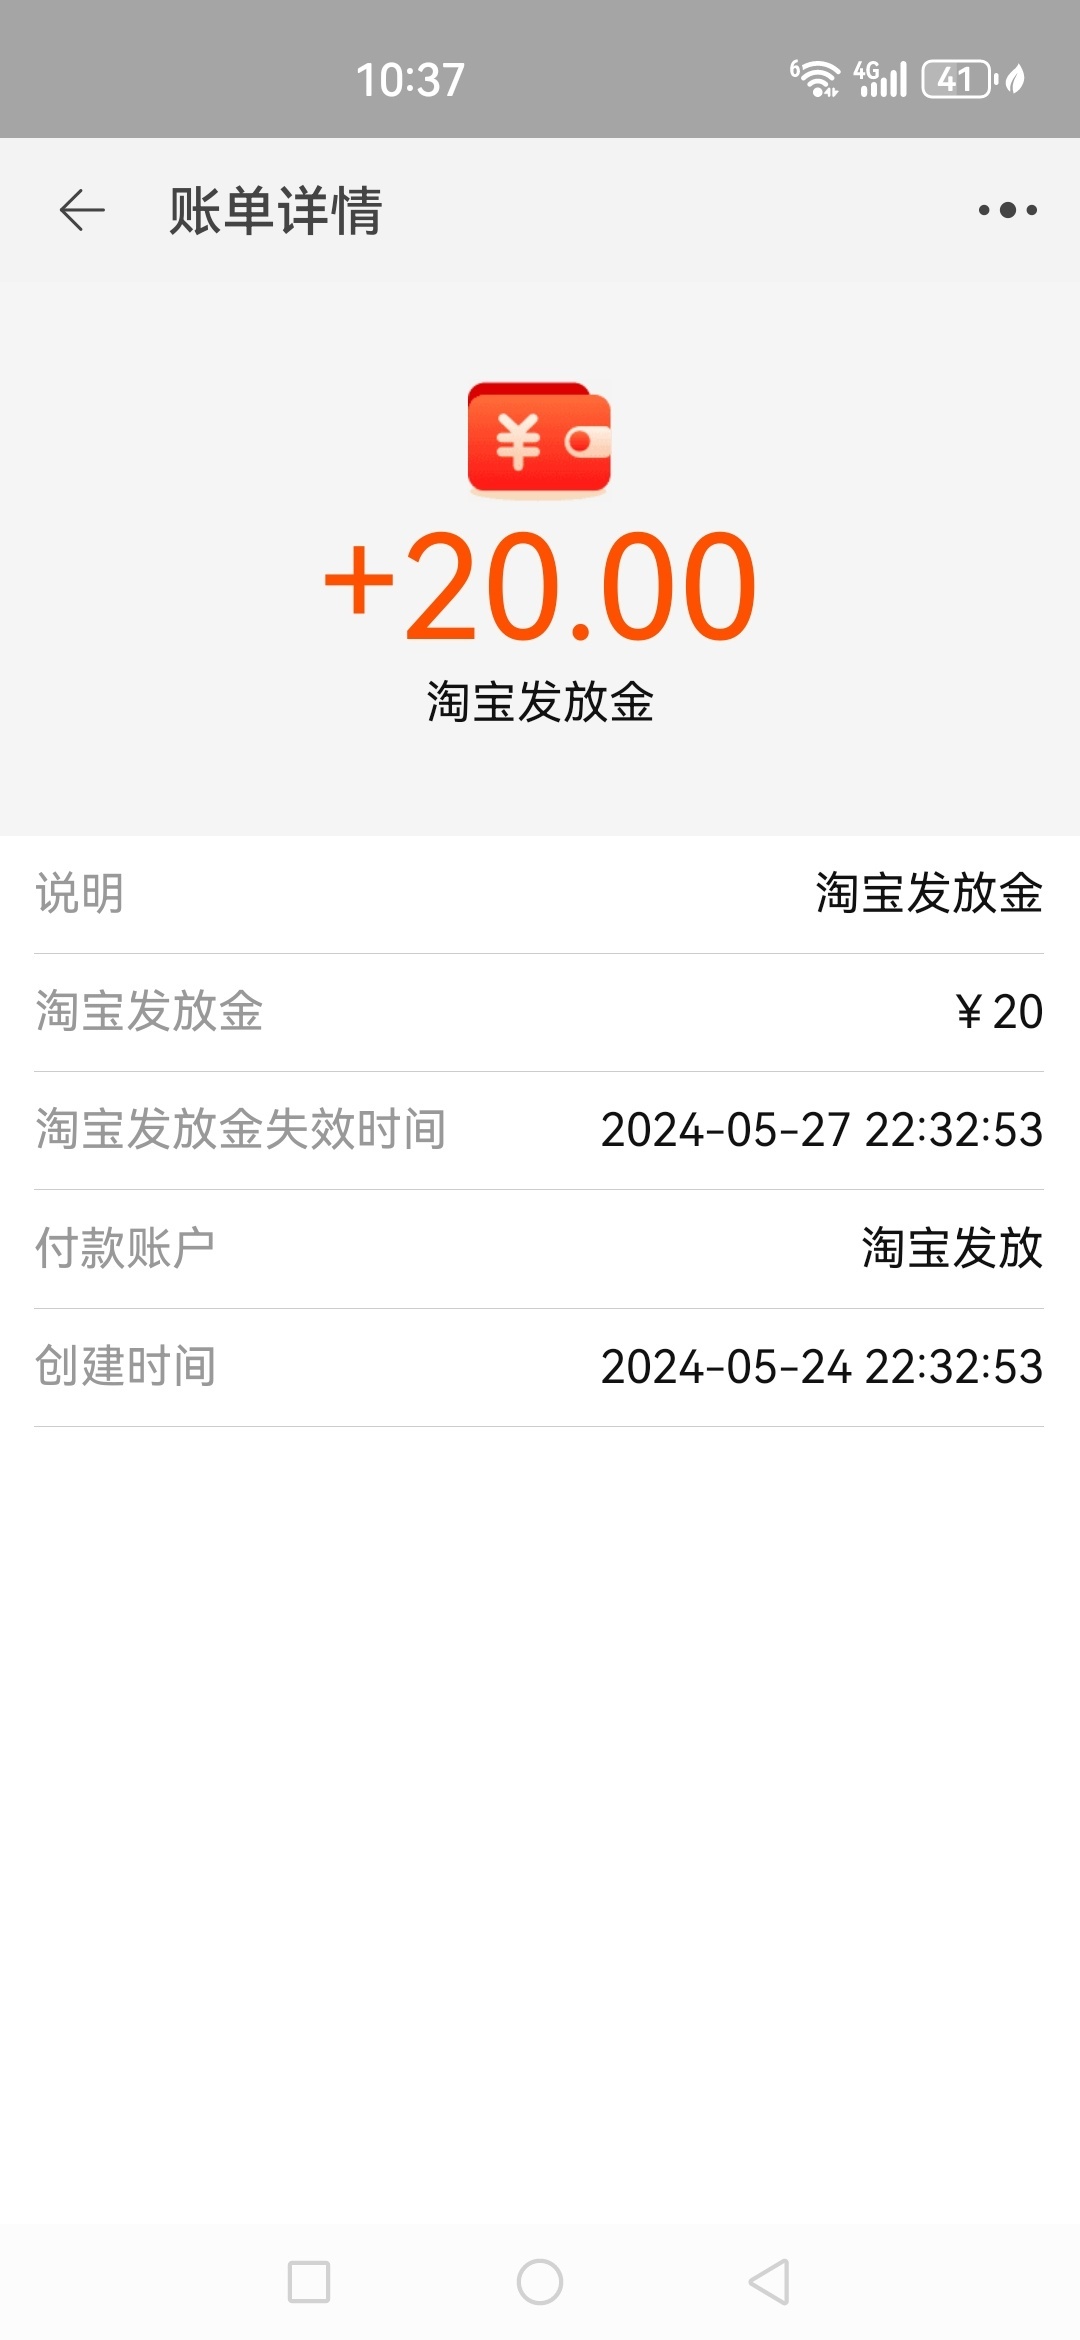 10:37
6 4G 41
账单详情
¥
+20.00
淘宝发放金
说明 淘宝发放金
淘宝发放金 ¥20
淘宝发放金失效时间 2024-05-27 22:32:53
付款账户 淘宝发放
创建时间 2024-05-24 22:32:53